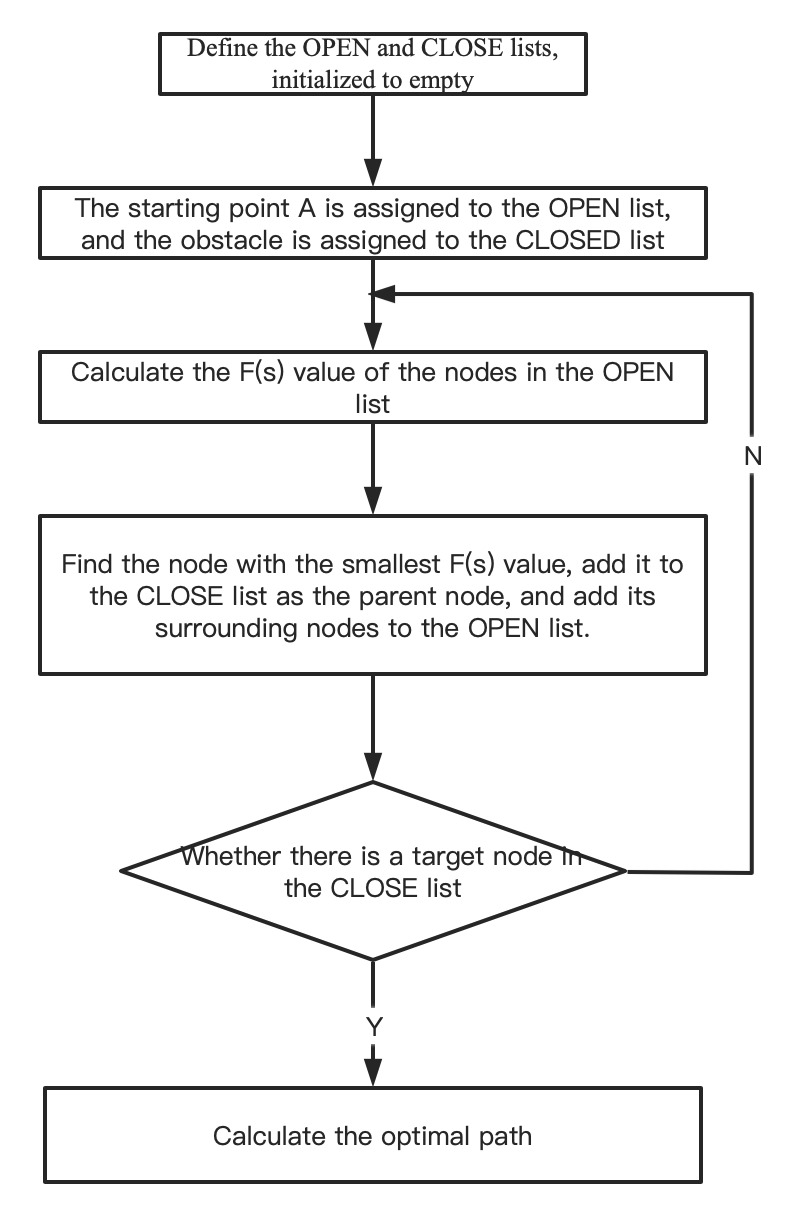 Define the OPEN and CLOSE lists,
initialized to empty
The starting point A is assigned to the OPEN list,
and the obstacle is assigned to the CLOSED list
Calculate the F(s) value of the nodes in the OPEN
list
N
Find the node with the smallest F(s) value, add it to
the CLOSE list as the parent node, and add its
surrounding nodes to the OPEN list.
Whether there is a target node in
the CLOSE list
Y
Calculate the optimal path